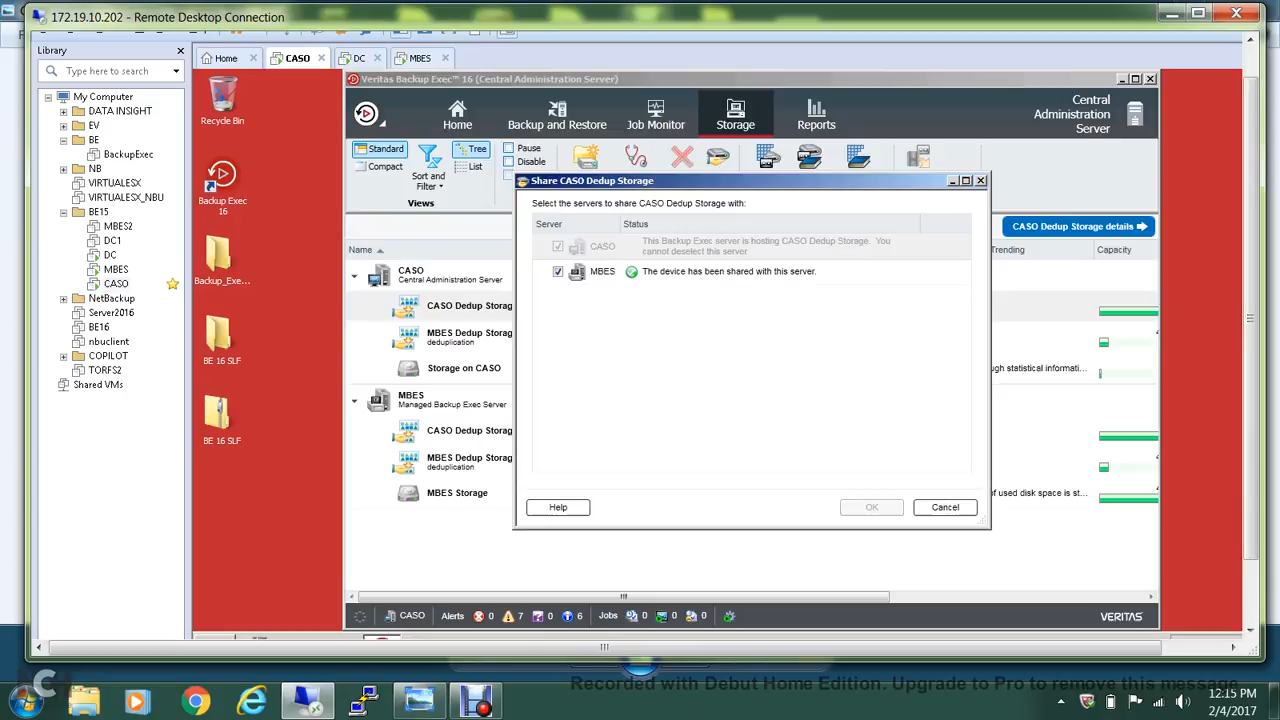 172.19.10.202 - Remote Desktop Connection
Library
Type here to search
My Computer
DATA INSIGHT
EV
BE
BackupExec
NB
VIRTUALESX
VIRTUALESX_NBU
BE15
MBES2
DC1
DC
MBES
CASO
NetBackup
Server2016
BE16
nbuclient
COPILOT
TORFS2
Shared VMs
Home
CASO
DC
MBES
Recycle Bin
Backup Exec
16
Backup_Exe...
BE 16 SLF
BE 16 SLF
Veritas Backup Exec™ 16 (Central Administration Server)
Home
Backup and Restore
Job Monitor
Storage
Reports
Central
Administration
Server
Standard
Compact
Sort and
Filter
Tree
List
Views
Pause
Disable
CASO Dedup Storage details
Name
Trending
Capacity
CASO
Central Administration Server
CASO Dedup Storag
MBES Dedup Storag
deduplication
Storage on CASO
ugh statistical informati...
MBES
Managed Backup Exec Server
CASO Dedup Storag
MBES Dedup Storag
deduplication
MBES Storage
of used disk space is st...
Share CASO Dedup Storage
Select the servers to share CASO Dedup Storage with:
Server
Status
CASO
This Backup Exec server is hosting CASO Dedup Storage. You
cannot deselect this server
MBES
The device has been shared with this server.
Help
OK
Cancel
CASO
Alerts
0
7
0
6
Jobs
0
0
0
VERITAS
Recorded with Debut Home Edition. Upgrade to Pro to remove this message
12:15 PM
2/4/2017